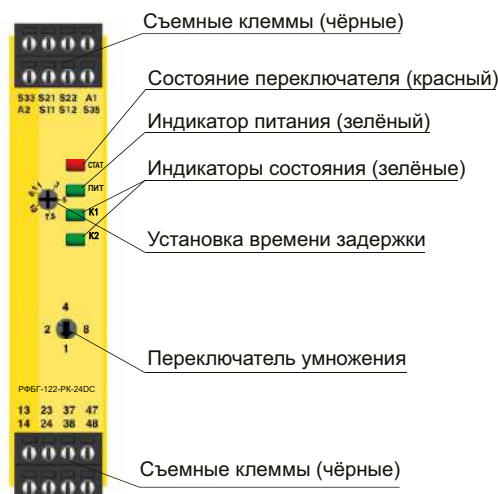 Съемные клеммы (чёрные)
S33 S21 S22 A1
A2 S11 S12 S35
Состояние переключателя (красный)
Индикатор питания (зелёный)
Индикаторы состояния (зелёные)
СТАТ
ПИТ
K1
K2
7.5
Установка времени задержки
4
2 8
1
Переключатель умножения
РФБГ-122-РК-24DC
13 23 37 47
14 24 38 48
Съемные клеммы (чёрные)